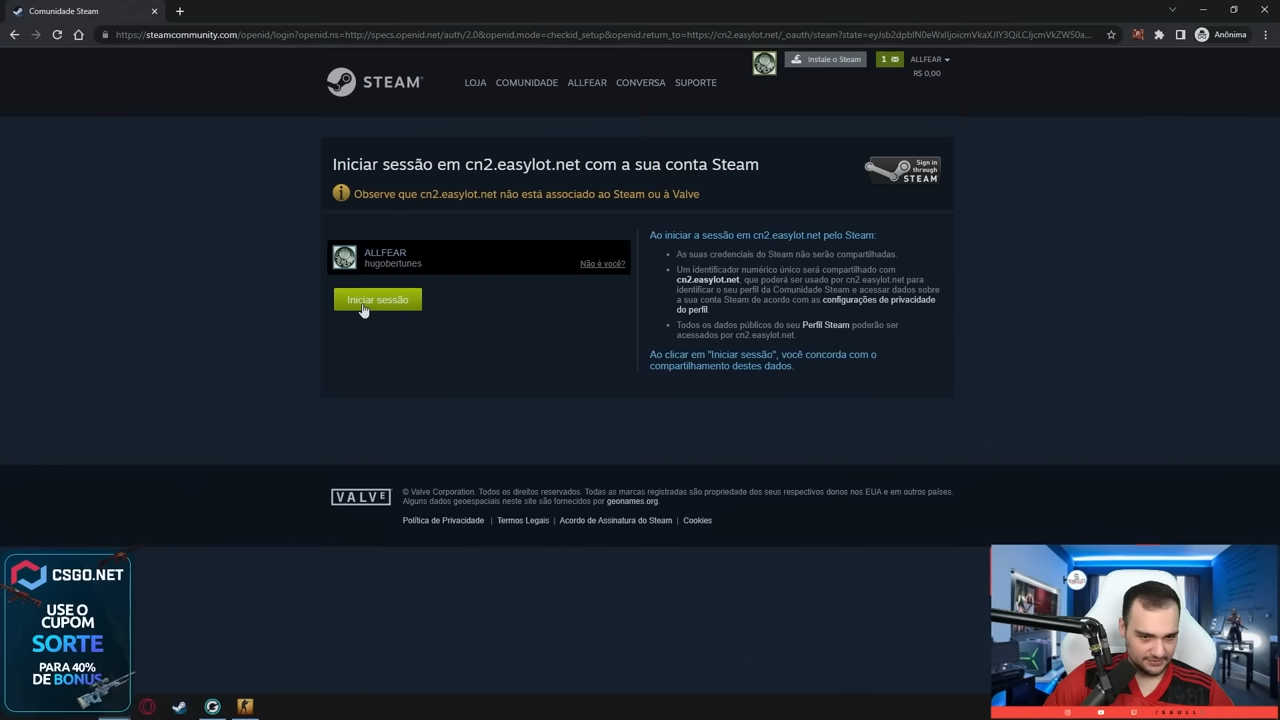 Comunidade Steam
https://steamcommunity.com/openid/login?openid.ns=http://specs.openid.net/auth/2.0&openid.mode=checkid_setup&openid.return_to=https://cn2.easylot.net/_oauth/steam?state=
Anônima
STEAM
LOJA COMUNIDADE ALLFEAR CONVERSA SUPORTE
Instale o Steam
1
ALLFEAR
R$ 0,00
Iniciar sessão em cn2.easylot.net com a sua conta Steam
Observe que cn2.easylot.net não está associado ao Steam ou à Valve
Sign in
through
STEAM
ALLFEAR
hugobertunes
Não é você?
Iniciar sessão
Ao iniciar a sessão em cn2.easylot.net pelo Steam:
As suas credenciais do Steam não serão compartilhadas.
Um identificador numérico único será compartilhado com
cn2.easylot.net, que poderá ser usado por cn2.easylot.net para
identificar o seu perfil da Comunidade Steam e acessar dados sobre
a sua conta Steam de acordo com as configurações de privacidade
do perfil.
Todos os dados públicos do seu Perfil Steam poderão ser
acessados por cn2.easylot.net.
Ao clicar em "Iniciar sessão", você concorda com o
compartilhamento destes dados.
VALVE
© Valve Corporation. Todos os direitos reservados. Todas as marcas registradas são propriedade dos seus respectivos donos nos EUA e em outros países.
Alguns dados geoespaciais neste site são fornecidos por geonames.org.
Política de Privacidade | Termos Legais | Acordo de Assinatura do Steam | Cookies
CSGO.NET
USE O
CUPOM
SORTE
PARA 40%
DE BONUS
/SAULL